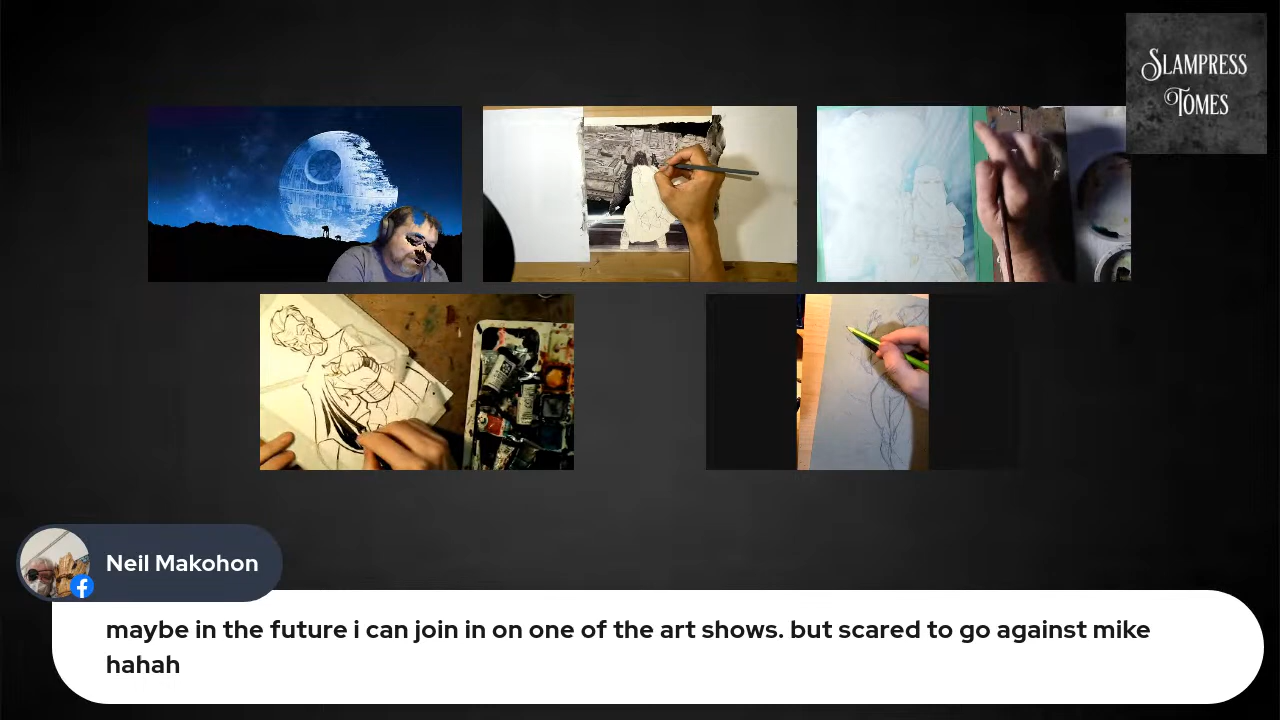 SLAMPRESS
TOMES
Neil Makohon
maybe in the future i can join in on one of the art shows. but scared to go against mike
hahah